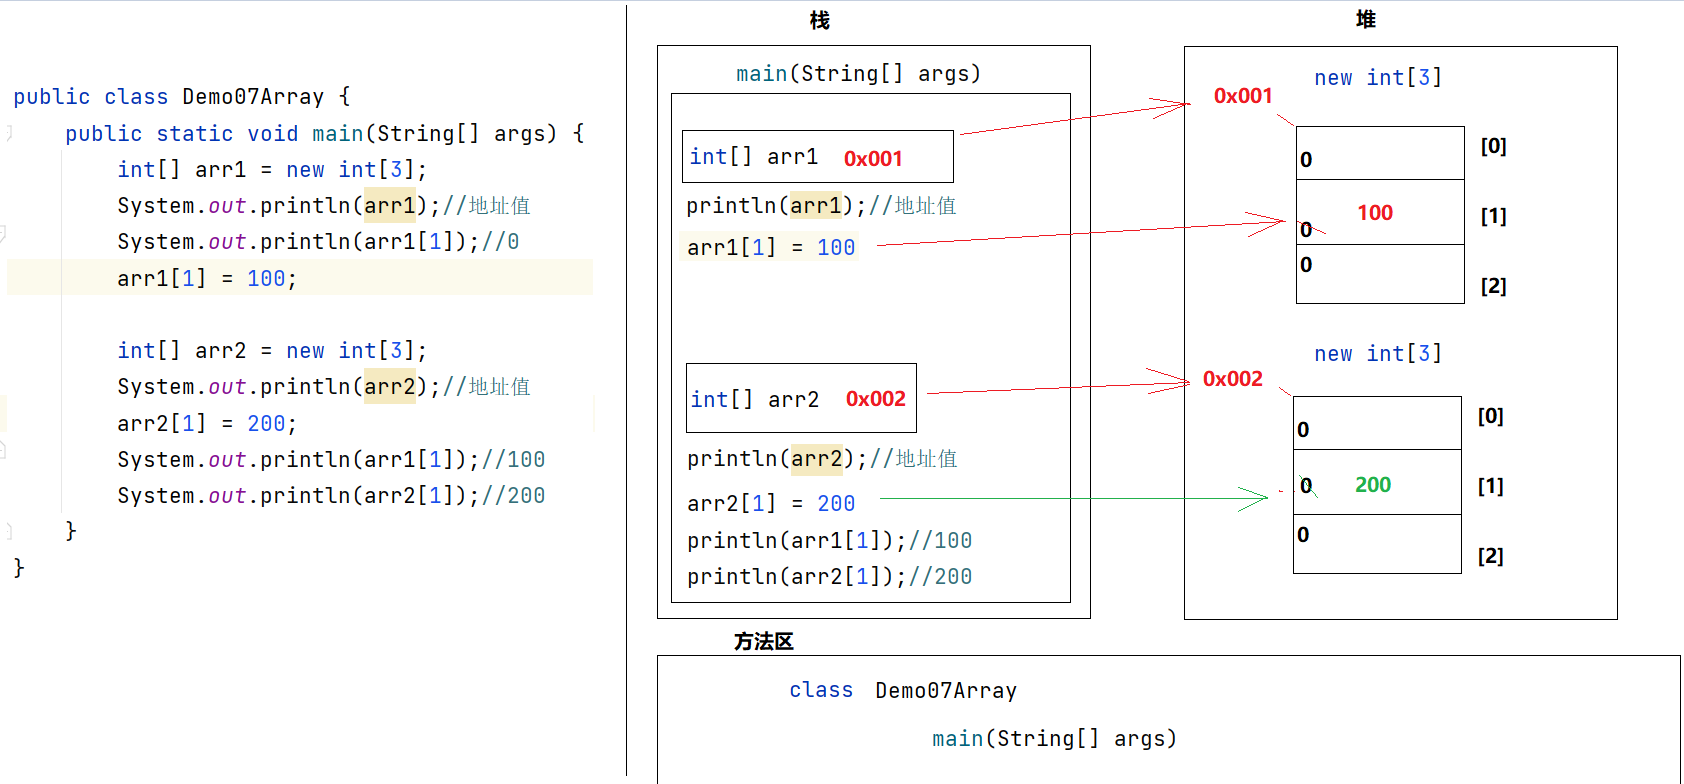 public class Demo07Array {
public static void main(String[] args) {
int[] arr1 = new int[3];
System.out.println(arr1);//地址值
System.out.println(arr1[1]);//0
arr1[1] = 100;
int[] arr2 = new int[3];
System.out.println(arr2);//地址值
arr2[1] = 200;
System.out.println(arr1[1]);//100
System.out.println(arr2[1]);//200
}
}
栈
main(String[] args)
int[] arr1 0x001
println(arr1);//地址值
arr1[1] = 100
int[] arr2 0x002
println(arr2);//地址值
arr2[1] = 200
println(arr1[1]);//100
println(arr2[1]);//200
堆
new int[3]
0x001
0 [0]
0 100 [1]
0 [2]
new int[3]
0x002
0 [0]
0 200 [1]
0 [2]
方法区
class Demo07Array
main(String[] args)